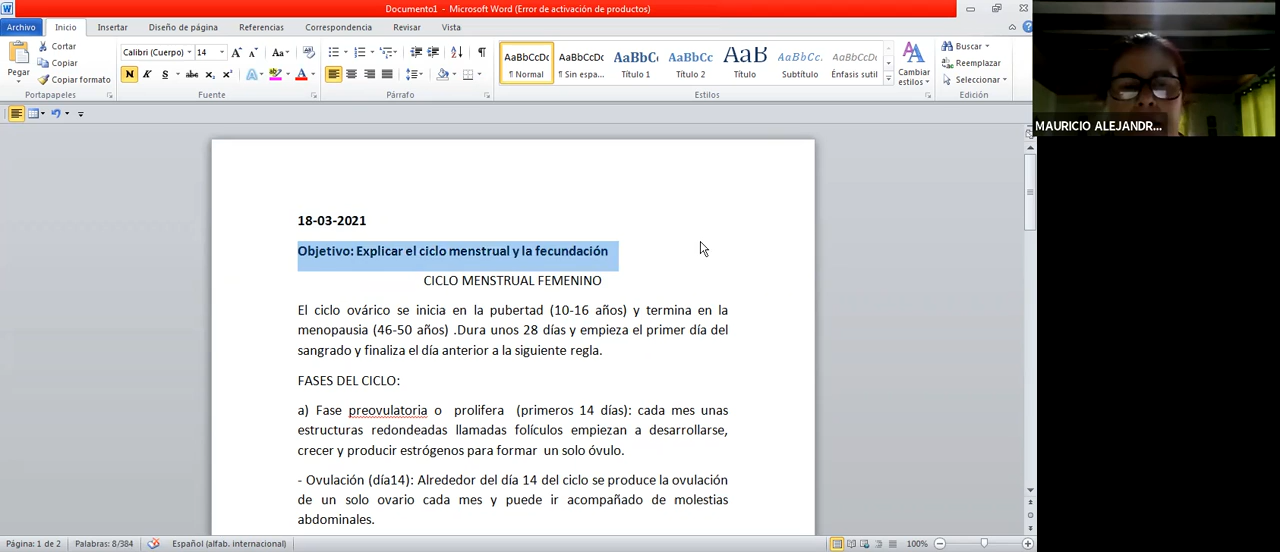 Documento1 - Microsoft Word (Error de activación de productos)
Archivo Inicio Insertar Diseño de página Referencias Correspondencia Revisar Vista
Pegar
Cortar
Copiar
Copiar formato
Portapapeles
Calibri (Cuerpo) 14
N K S abc x₂ x² A A
Fuente
Párrafo
AaBbCcDc AaBbCcDc AaBbC AaBbCc AaB AaBbCc. AaBbCcDc
¶ Normal ¶ Sin espa... Título 1 Título 2 Título Subtítulo Énfasis sutil
Cambiar
estilos
Estilos
Buscar
Reemplazar
Seleccionar
Edición
MAURICIO ALEJANDR...
18-03-2021
Objetivo: Explicar el ciclo menstrual y la fecundación
CICLO MENSTRUAL FEMENINO
El ciclo ovárico se inicia en la pubertad (10-16 años) y termina en la
menopausia (46-50 años) .Dura unos 28 días y empieza el primer día del
sangrado y finaliza el día anterior a la siguiente regla.
FASES DEL CICLO:
a) Fase preovulatoria o prolifera (primeros 14 días): cada mes unas
estructuras redondeadas llamadas folículos empiezan a desarrollarse,
crecer y producir estrógenos para formar un solo óvulo.
- Ovulación (día14): Alrededor del día 14 del ciclo se produce la ovulación
de un solo ovario cada mes y puede ir acompañado de molestias
abdominales.
Página: 1 de 2 Palabras: 8/384 Español (alfab. internacional) 100%